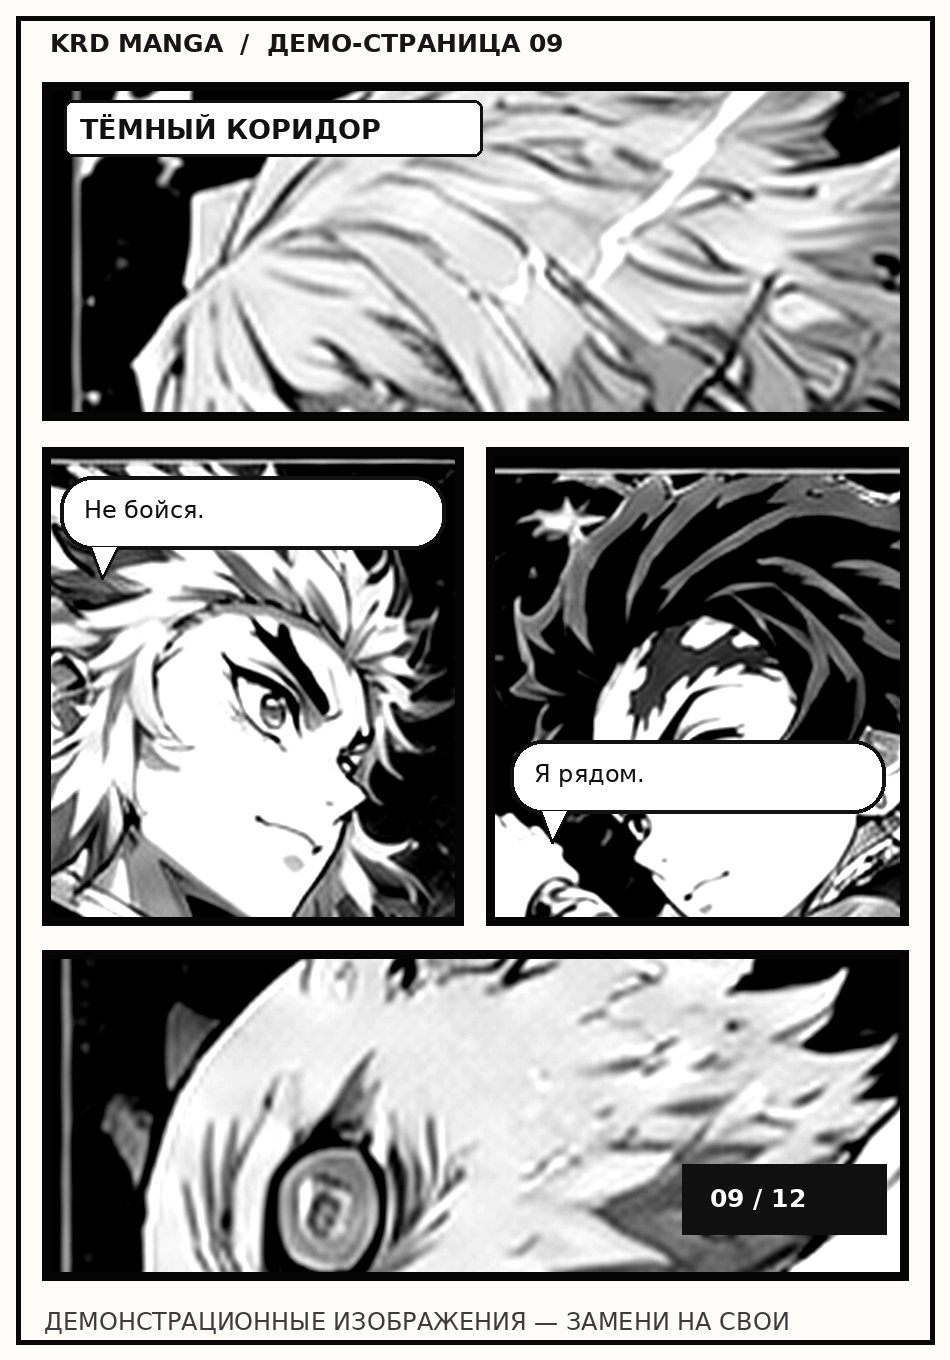 KRD MANGA / ДЕМО-СТРАНИЦА 09
ТЁМНЫЙ КОРИДОР
Не бойся.
Я рядом.
09 / 12
ДЕМОНСТРАЦИОННЫЕ ИЗОБРАЖЕНИЯ — ЗАМЕНИ НА СВОИ